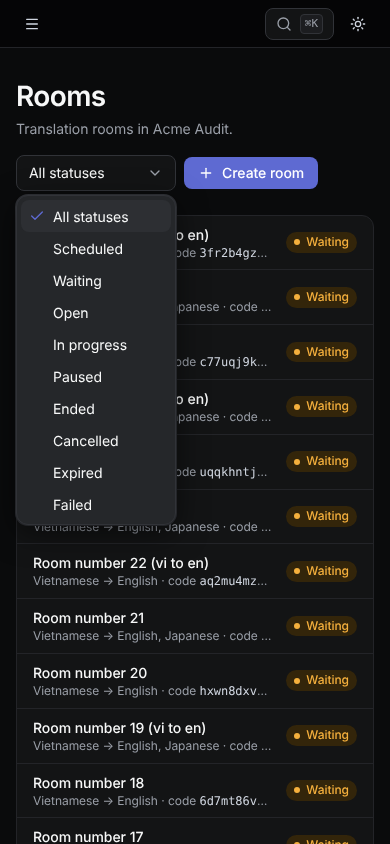 ⌘K
Rooms
Translation rooms in Acme Audit.
All statuses
Create room
All statuses
Scheduled
Waiting
Open
In progress
Paused
Ended
Cancelled
Expired
Failed
to en)
code 3fr2b4gz...
Waiting
Japanese · code ...
Waiting
code c77uqj9k...
Waiting
to en)
Japanese · code ...
Waiting
code uqqkhntj...
Waiting
Vietnamese → English, Japanese · code ...
Waiting
Room number 22 (vi to en)
Vietnamese → English · code aq2mu4mz...
Waiting
Room number 21
Vietnamese → English, Japanese · code ...
Waiting
Room number 20
Vietnamese → English · code hxwn8dxv...
Waiting
Room number 19 (vi to en)
Vietnamese → English, Japanese · code ...
Waiting
Room number 18
Vietnamese → English · code 6d7mt86v...
Waiting
Room number 17
Waiting